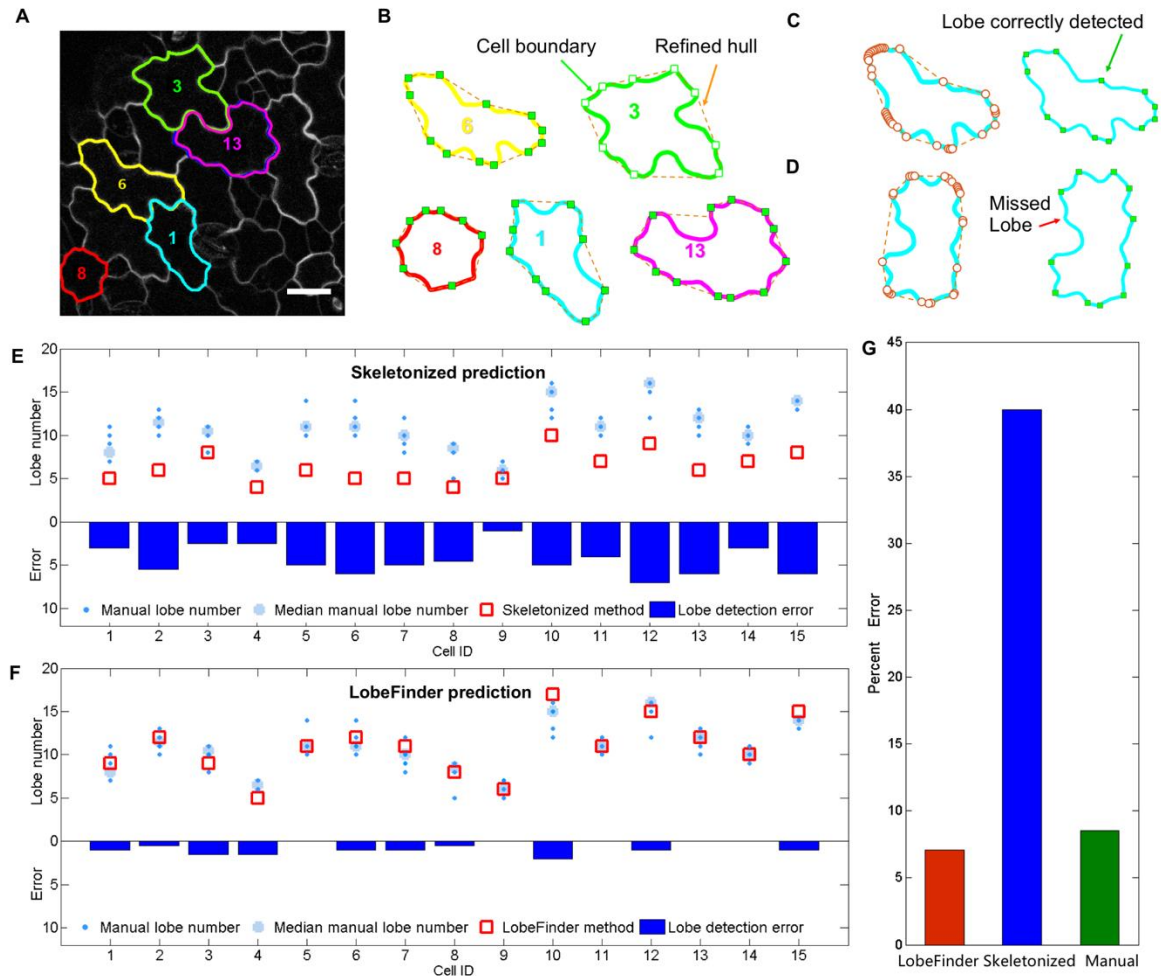 A
3
13
6
1
8
B
Cell boundary
Refined hull
6
3
8
1
13
C
Lobe correctly detected
D
Missed
Lobe
E
Skeletonized prediction
Lobe number
20
15
10
5
0
Error
5
10
Manual lobe number Median manual lobe number Skeletonized method Lobe detection error
1 2 3 4 5 6 7 8 9 10 11 12 13 14 15
Cell ID
F
LobeFinder prediction
Lobe number
20
15
10
5
0
Error
5
10
Manual lobe number Median manual lobe number LobeFinder method Lobe detection error
1 2 3 4 5 6 7 8 9 10 11 12 13 14 15
Cell ID
G
Percent Error
45
40
35
30
25
20
15
10
5
0
LobeFinder Skeletonized Manual